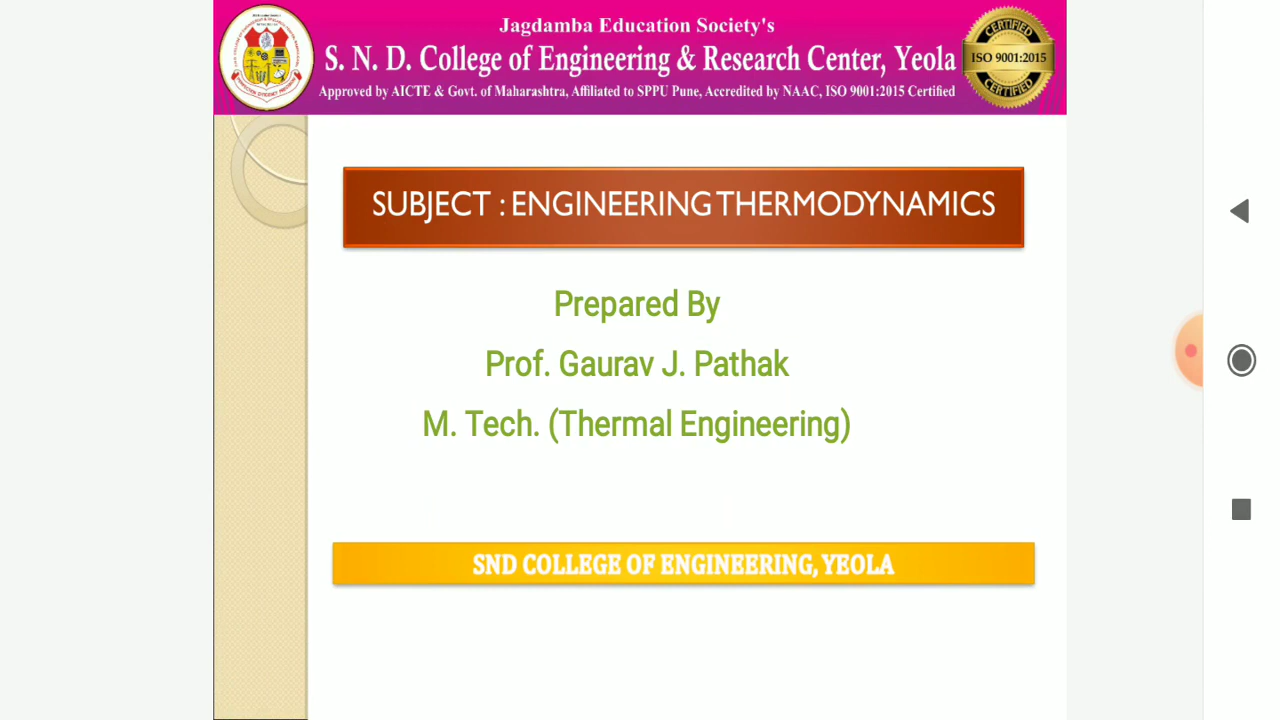 Jagdamba Education Society's
S. N. D. College of Engineering & Research Center, Yeola
Approved by AICTE & Govt. of Maharashtra, Affiliated to SPPU Pune, Accredited by NAAC, ISO 9001:2015 Certified
CERTIFIED
ISO 9001:2015
CERTIFIED
SUBJECT : ENGINEERING THERMODYNAMICS
Prepared By
Prof. Gaurav J. Pathak
M. Tech. (Thermal Engineering)
SND COLLEGE OF ENGINEERING, YEOLA